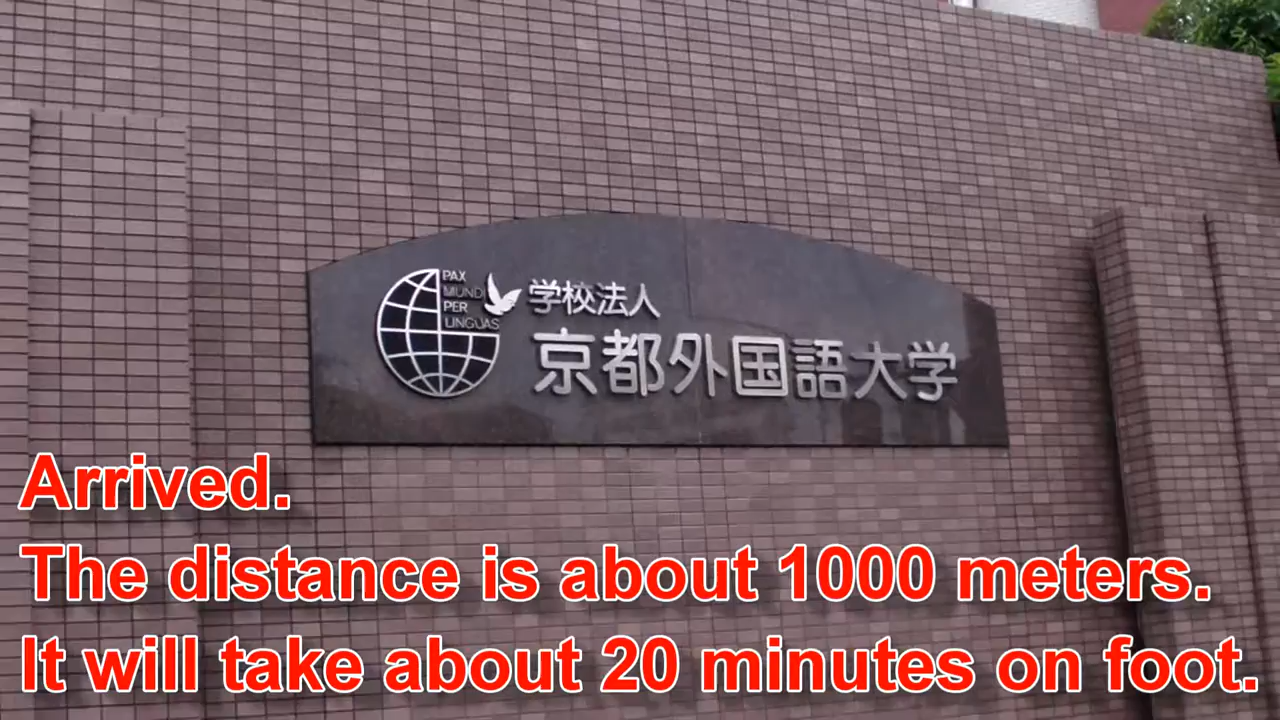 PAX
MUNDI
PER
LINGUAS
学校法人
京都外国語大学
Arrived.
The distance is about 1000 meters.
It will take about 20 minutes on foot.